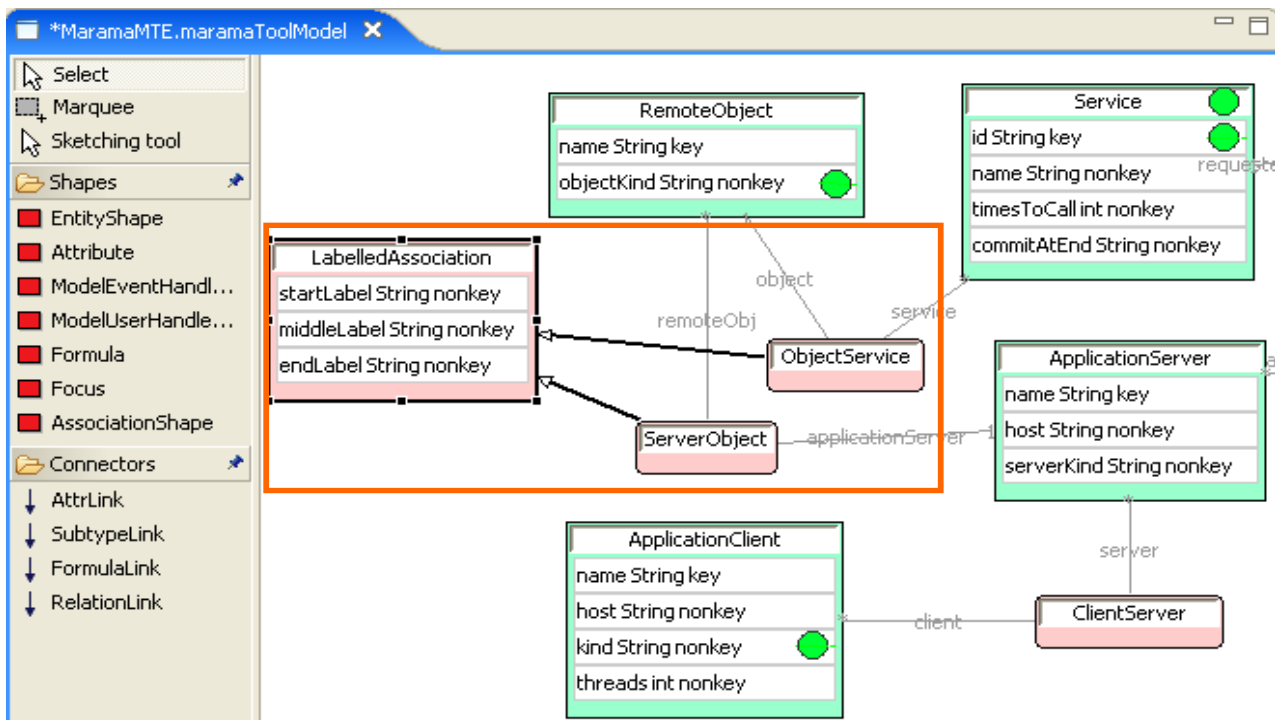 *MaramaMTE.maramaToolModel
Select
Marquee
Sketching tool
Shapes
EntityShape
Attribute
ModelEventHandl...
ModelUserHandle...
Formula
Focus
AssociationShape
Connectors
AttrLink
SubtypeLink
FormulaLink
RelationLink
RemoteObject
name String key
objectKind String nonkey
Service
id String key
name String nonkey
timesToCall int nonkey
commitAtEnd String nonkey
LabelledAssociation
startLabel String nonkey
middleLabel String nonkey
endLabel String nonkey
*
*
object
remoteObj
service
*
ObjectService
ServerObject
applicationServer
ApplicationServer
name String key
host String nonkey
serverKind String nonkey
*
*
server
ApplicationClient
name String key
host String nonkey
kind String nonkey
threads int nonkey
*
client
ClientServer